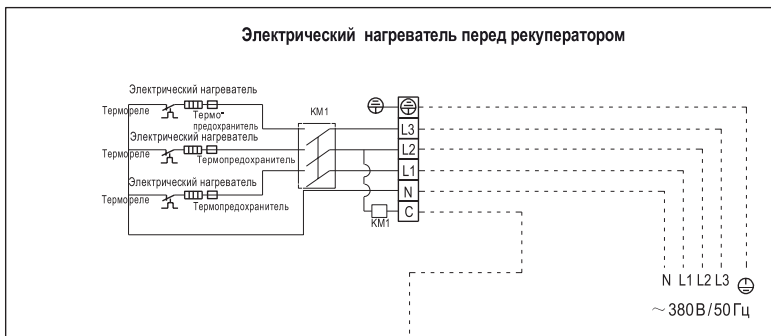 Электрический нагреватель перед рекуператором
Электрический нагреватель
Термореле
Термо-
предохранитель
KM1
Электрический нагреватель
Термореле
Термопредохранитель
Электрический нагреватель
Термореле
Термопредохранитель
L3
L2
L1
N
C
KM1
N L1 L2 L3
~380В/50Гц